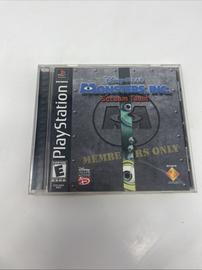 PlayStation
Disney·PIXAR
MONSTERS, INC.
Scream Team
MEMBERS ONLY
E